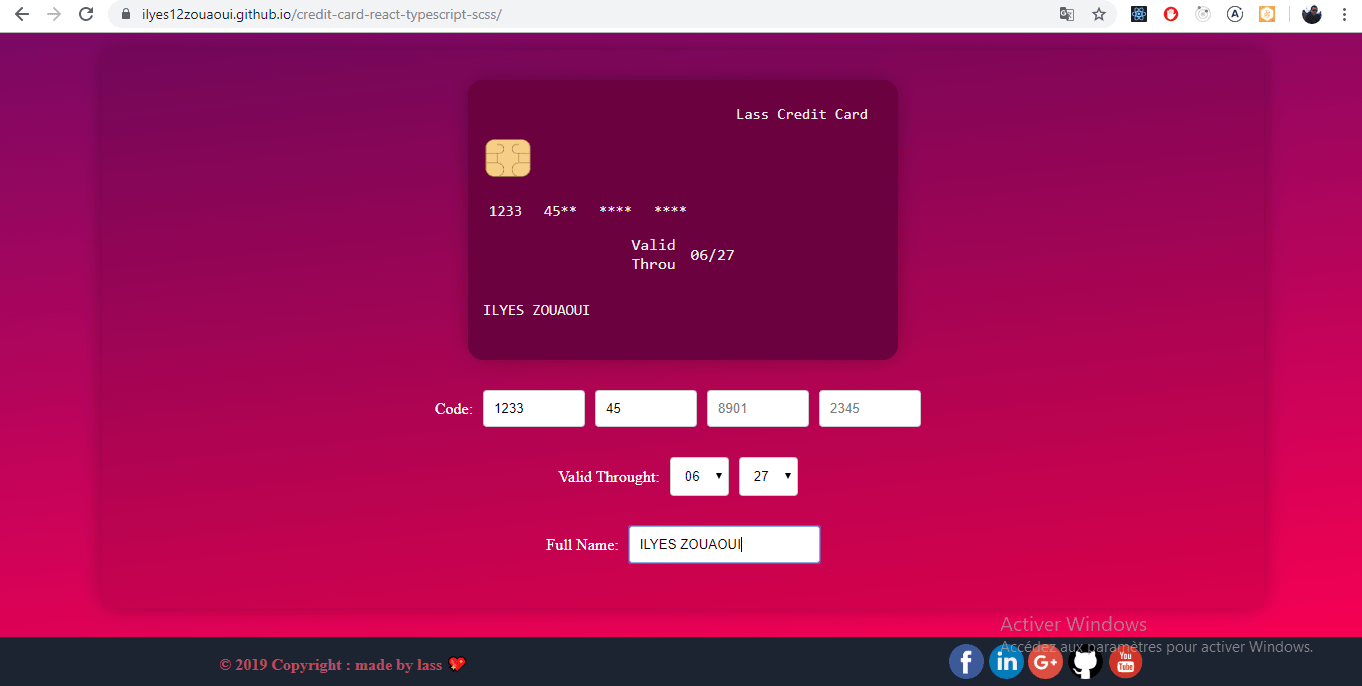 ilyes12zouaoui.github.io/credit-card-react-typescript-scss/
Lass Credit Card
1233 45** **** ****
Valid
Throu 06/27
ILYES ZOUAOUI
Code: 1233 45 8901 2345
Valid Throught: 06 27
Full Name: ILYES ZOUAOUI
Activer Windows
Accédez aux paramètres pour activer Windows.
© 2019 Copyright : made by lass
f in G+ You Tube